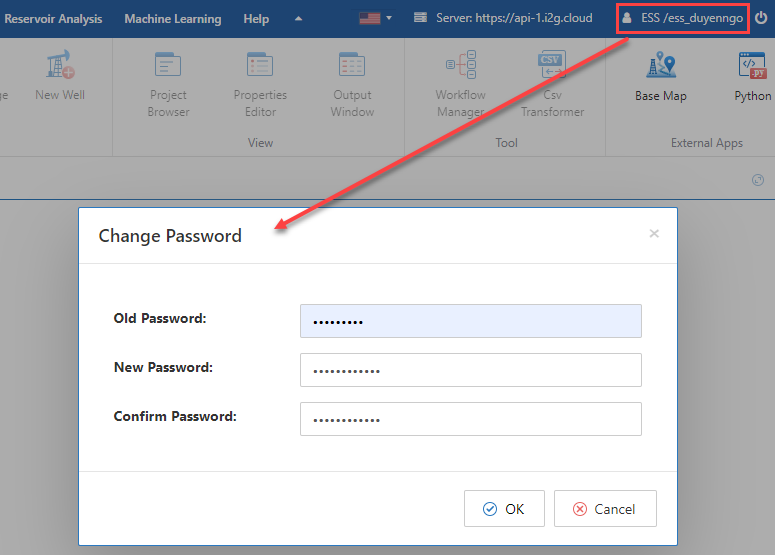 Reservoir Analysis Machine Learning Help Server: https://api-1.i2g.cloud ESS /ess_duyenngo
ge New Well Project Browser Properties Editor Output Window Workflow Manager CSV Csv Transformer Base Map .PY Python
View Tool External Apps
Change Password ×
Old Password: •••••••••
New Password: ••••••••••••
Confirm Password: ••••••••••••
OK Cancel